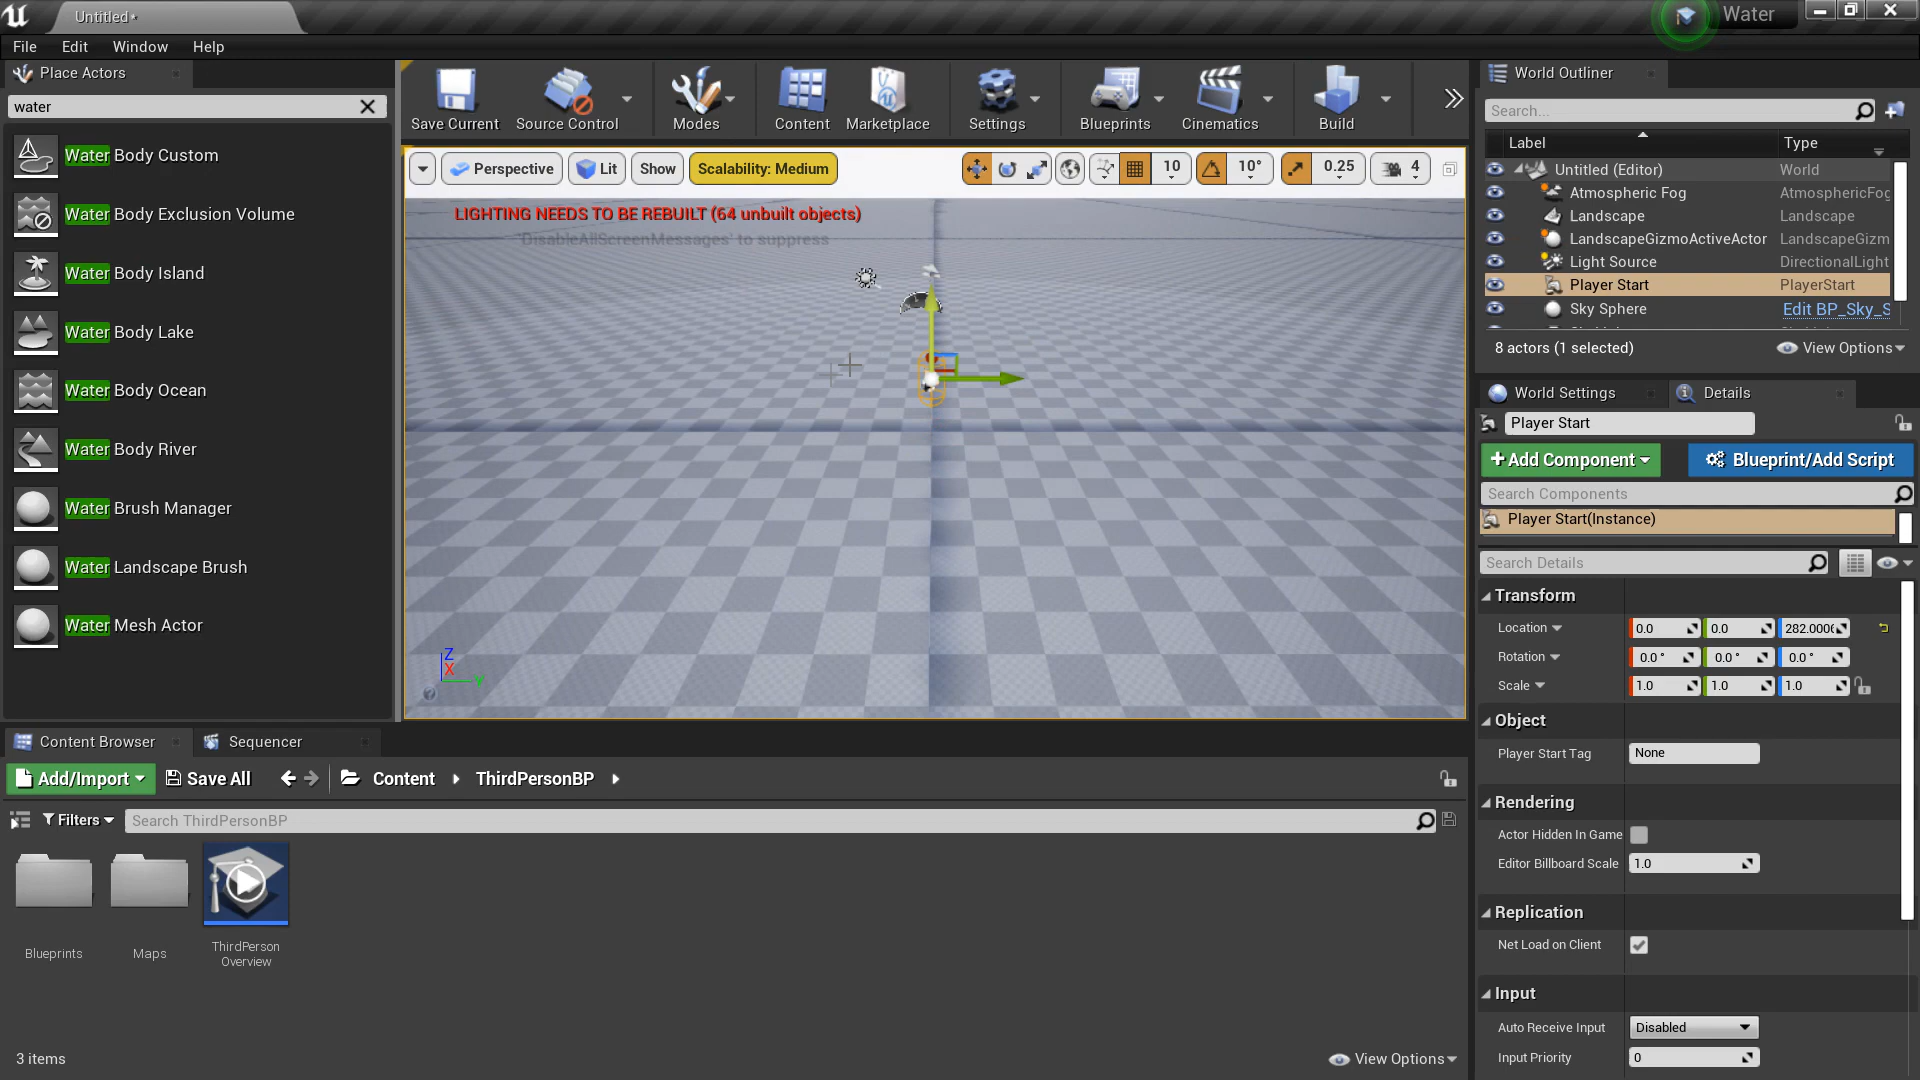 Untitled*
Water
File Edit Window Help
Place Actors
water
Water Body Custom
Water Body Exclusion Volume
Water Body Island
Water Body Lake
Water Body Ocean
Water Body River
Water Brush Manager
Water Landscape Brush
Water Mesh Actor
Save Current Source Control Modes Content Marketplace Settings Blueprints Cinematics Build
Perspective Lit Show Scalability: Medium 10 10° 0.25 4
LIGHTING NEEDS TO BE REBUILT (64 unbuilt objects)
'DisableAllScreenMessages' to suppress
Z
X
y
World Outliner
Search...
Label Type
Untitled (Editor) World
Atmospheric Fog AtmosphericFog
Landscape Landscape
LandscapeGizmoActiveActor LandscapeGizm
Light Source DirectionalLight
Player Start PlayerStart
Sky Sphere Edit BP_Sky_S
8 actors (1 selected) View Options
World Settings Details
Player Start
+Add Component Blueprint/Add Script
Search Components
Player Start(Instance)
Search Details
Transform
Location 0.0 0.0 282.000
Rotation 0.0° 0.0° 0.0°
Scale 1.0 1.0 1.0
Object
Player Start Tag None
Rendering
Actor Hidden In Game
Editor Billboard Scale 1.0
Replication
Net Load on Client
Input
Auto Receive Input Disabled
Input Priority 0
Content Browser Sequencer
Add/Import Save All Content ThirdPersonBP
Filters Search ThirdPersonBP
Blueprints
Maps
ThirdPerson
Overview
3 items View Options